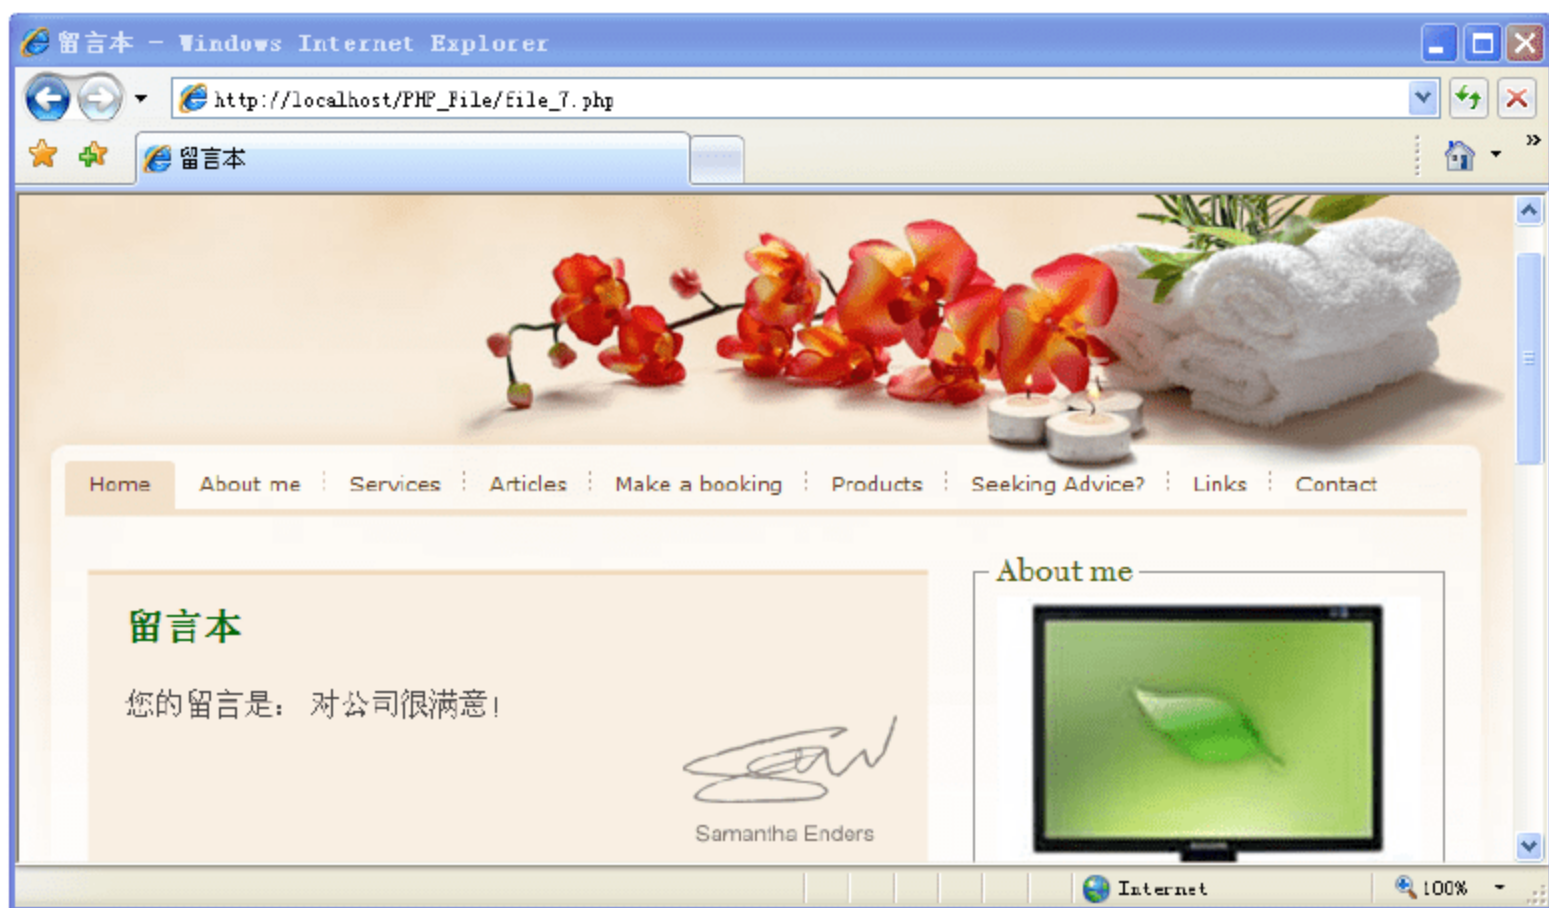 留言本 - Windows Internet Explorer
http://localhost/PHP_File/file_7.php
留言本
Home About me Services Articles Make a booking Products Seeking Advice? Links Contact
About me
留言本
您的留言是： 对公司很满意！
Samantha Enders
Internet 100%